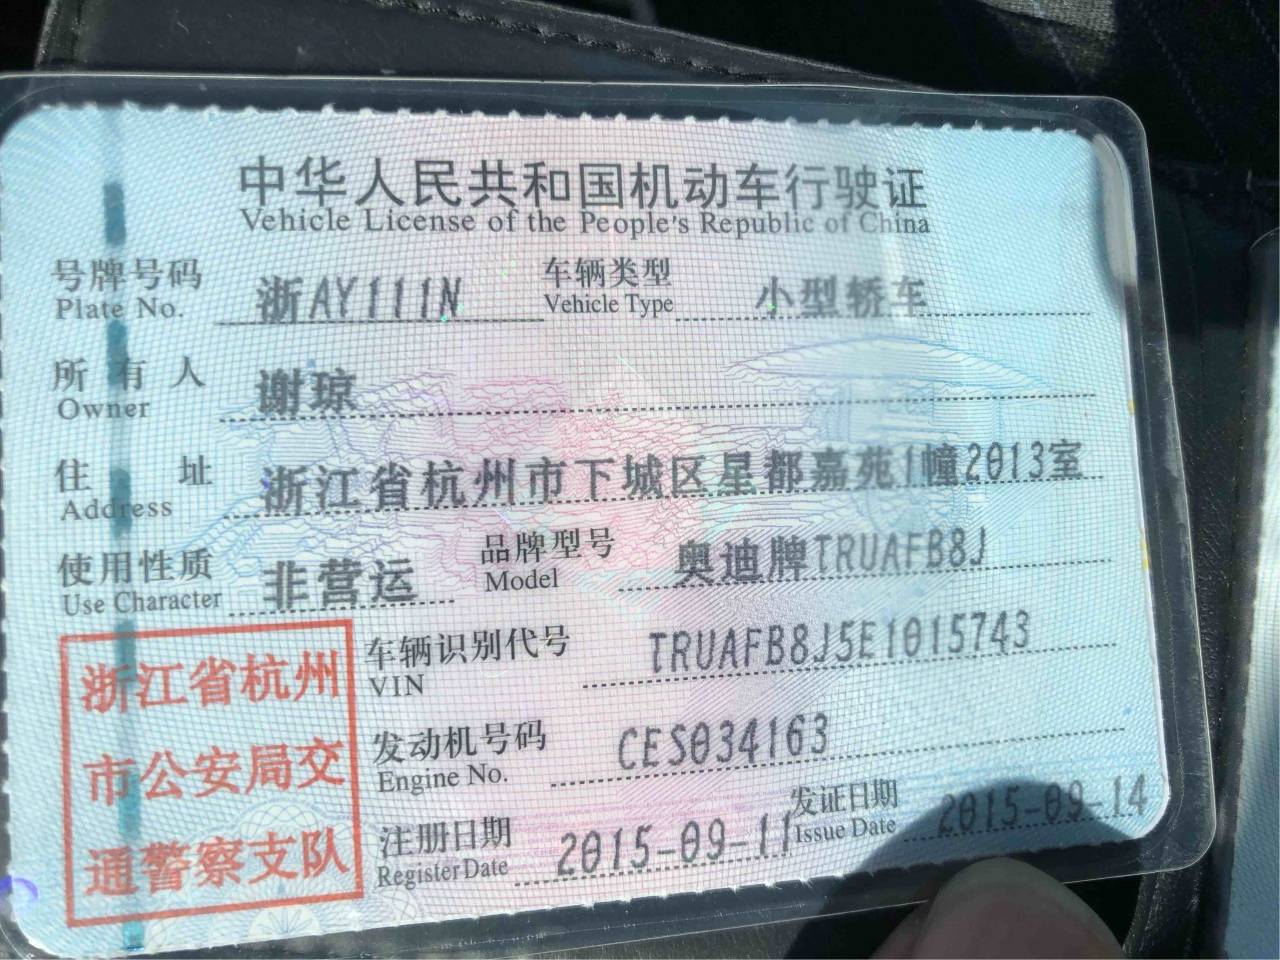 中华人民共和国机动车行驶证
Vehicle License of the People's Republic of China
号牌号码 浙AY111N 车辆类型 小型轿车
Plate No. Vehicle Type
所有人 谢琼
Owner
住址 浙江省杭州市下城区星都嘉苑1幢2013室
Address
使用性质 非营运 品牌型号 奥迪牌TRUAFB8J
Use Character Model
浙江省杭州
市公安局交
通警察支队
车辆识别代号 TRUAFB8J5E1015743
VIN
发动机号码 CES034163
Engine No.
注册日期 2015-09-11 发证日期 2015-09-14
Register Date Issue Date